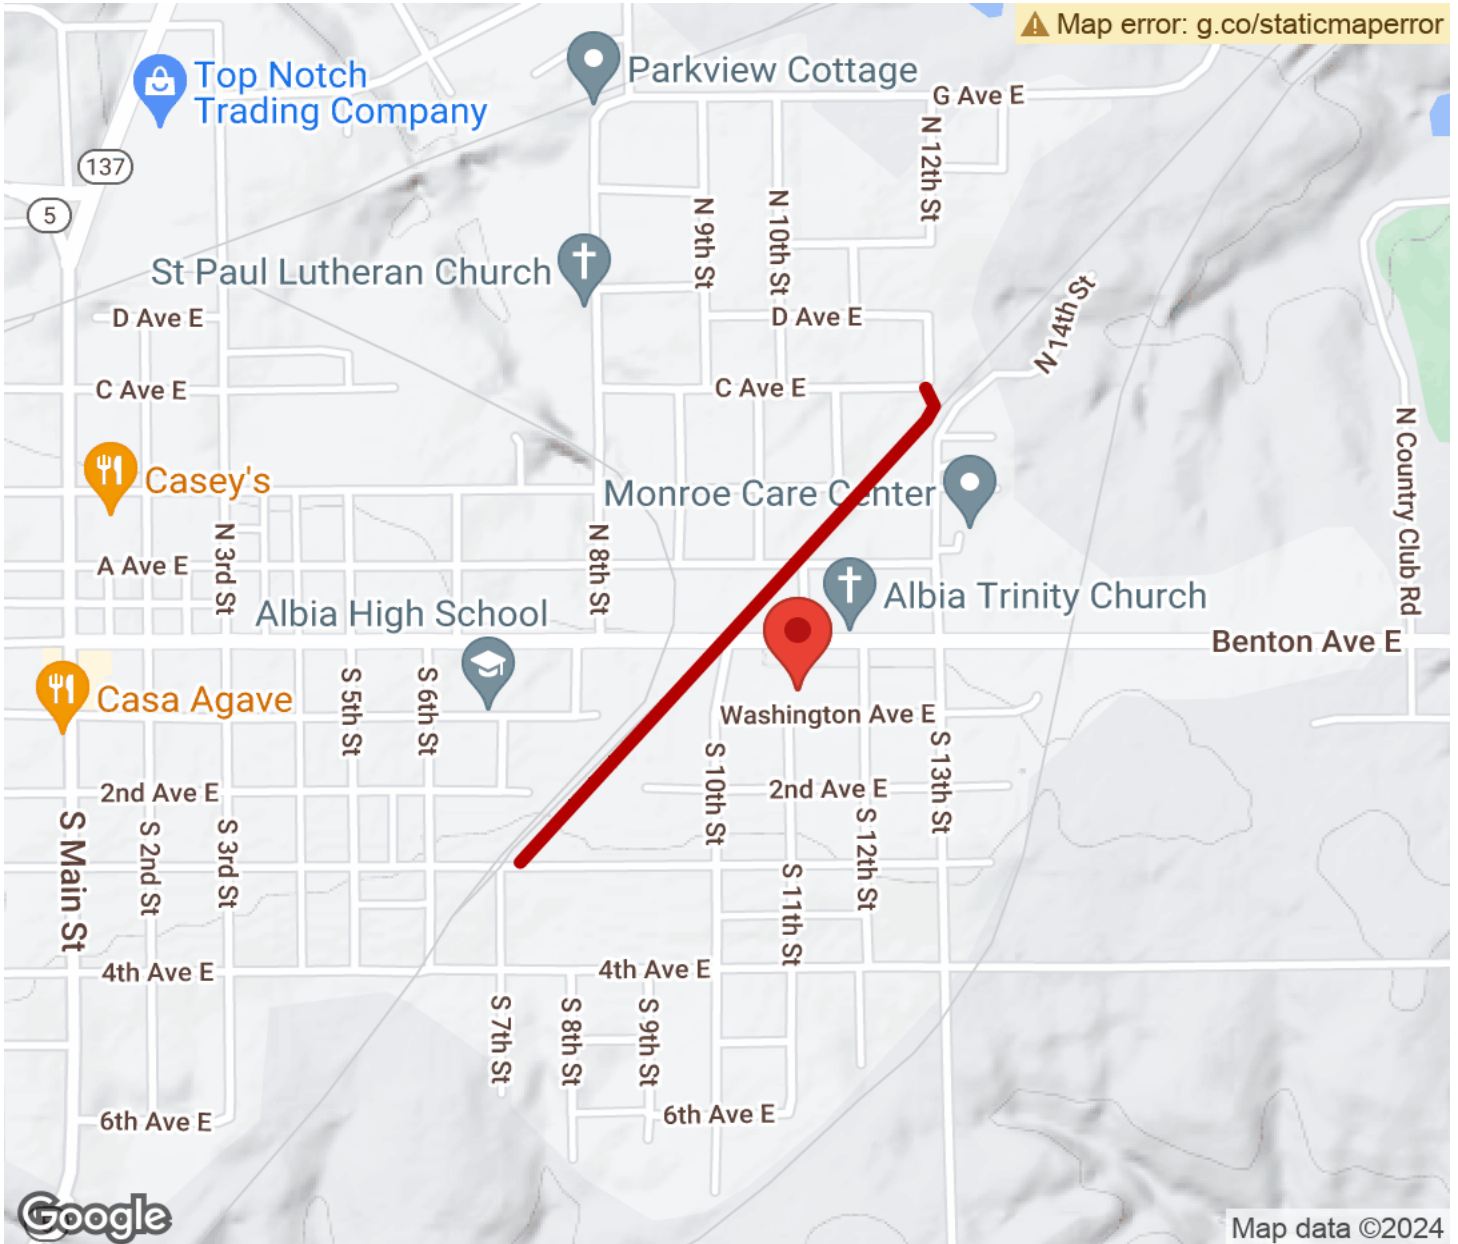 Map error: g.co/staticmaperror
Top Notch
Trading Company
Parkview Cottage
G Ave E
N 12th St
137
5
N 9th St
N 10th St
St Paul Lutheran Church
D Ave E
D Ave E
N 14th St
C Ave E
C Ave E
N Country Club Rd
Casey's
Monroe Care Center
N 3rd St
N 8th St
A Ave E
Albia High School
Albia Trinity Church
Benton Ave E
Casa Agave
S 5th St
S 6th St
Washington Ave E
S 10th St
S 13th St
2nd Ave E
2nd Ave E
S Main St
S 2nd St
S 3rd St
S 12th St
S 11th St
4th Ave E
4th Ave E
S 7th St
S 8th St
S 9th St
6th Ave E
6th Ave E
Google
Map data ©2024